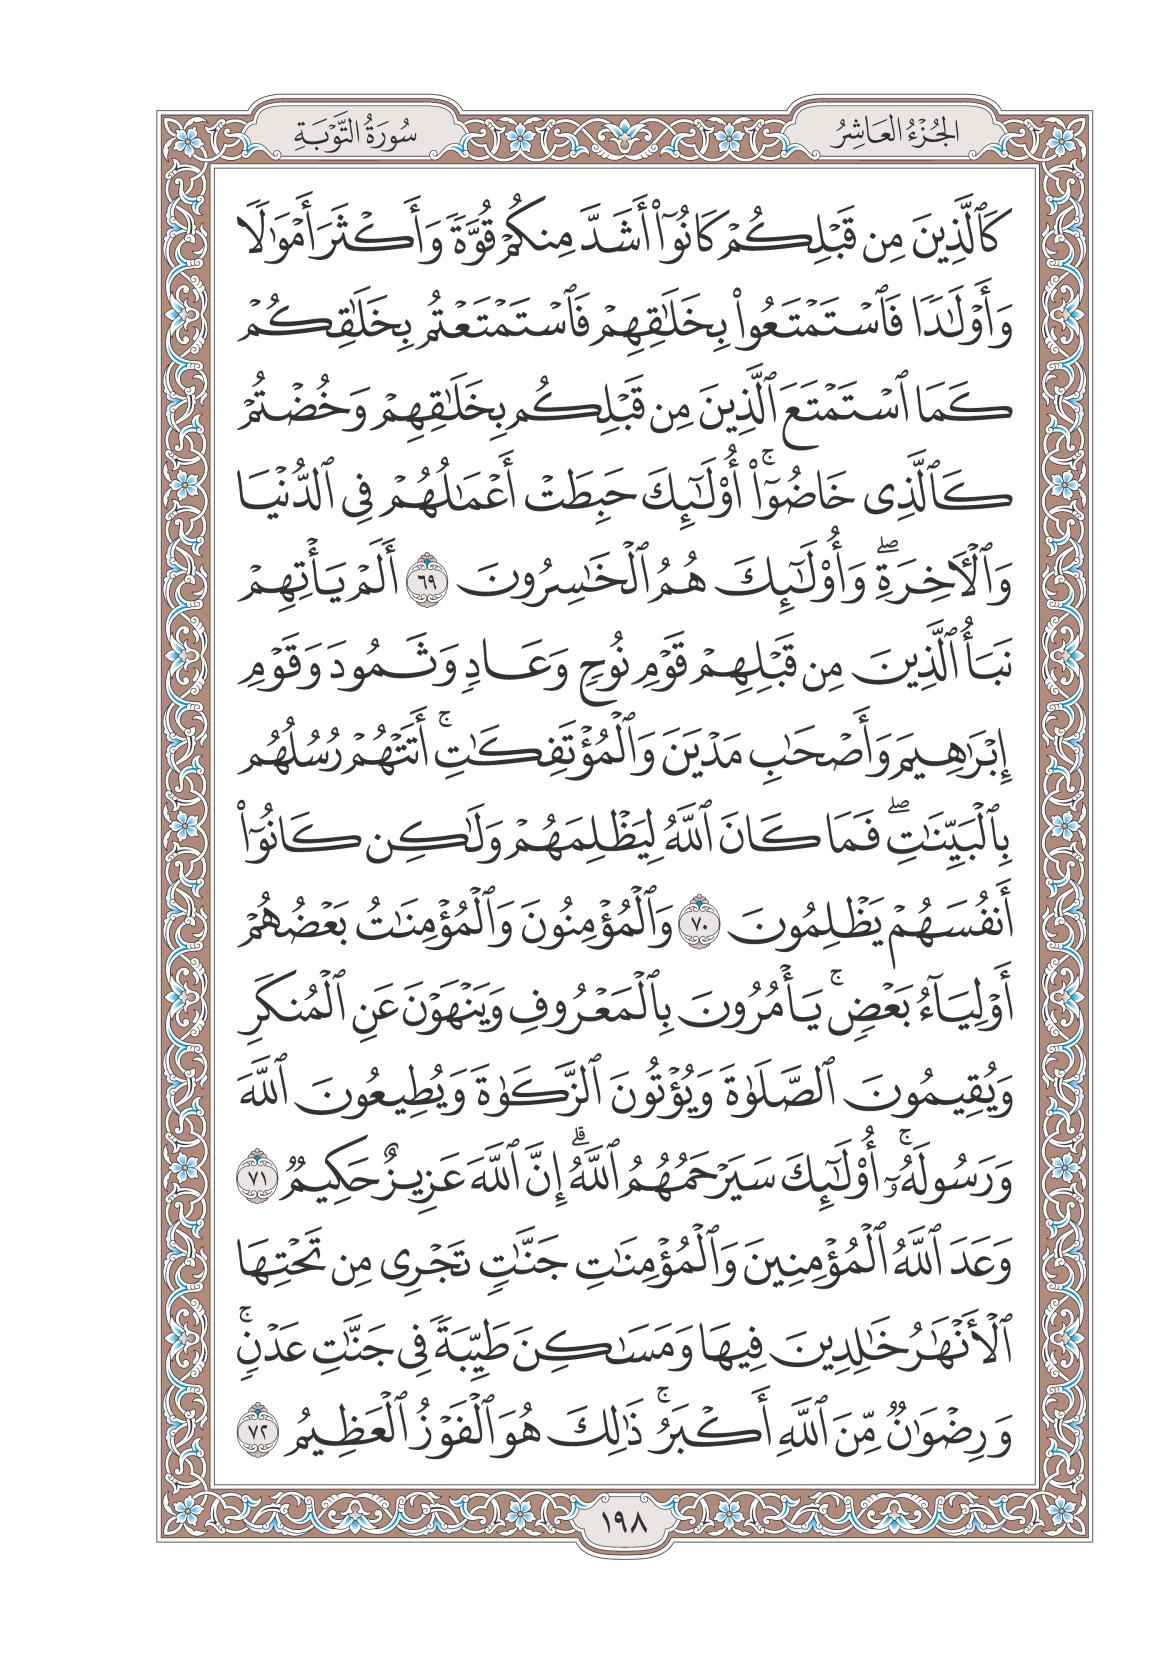 الجُزْءُ العَاشِرُ
سُورَةُ التَّوْبَةِ
كَٱلَّذِينَ مِن قَبۡلِكُمۡ كَانُوٓاْ أَشَدَّ مِنكُمۡ قُوَّةٗ وَأَكۡثَرَ أَمۡوَٰلٗا
وَأَوۡلَٰدٗا فَٱسۡتَمۡتَعُواْ بِخَلَٰقِهِمۡ فَٱسۡتَمۡتَعۡتُم بِخَلَٰقِكُمۡ
كَمَا ٱسۡتَمۡتَعَ ٱلَّذِينَ مِن قَبۡلِكُم بِخَلَٰقِهِمۡ وَخُضۡتُمۡ
كَٱلَّذِي خَاضُوٓاْۚ أُوْلَٰٓئِكَ حَبِطَتۡ أَعۡمَٰلُهُمۡ فِي ٱلدُّنۡيَا
وَٱلۡأٓخِرَةِۖ وَأُوْلَٰٓئِكَ هُمُ ٱلۡخَٰسِرُونَ ٦٩ أَلَمۡ يَأۡتِهِمۡ
نَبَأُ ٱلَّذِينَ مِن قَبۡلِهِمۡ قَوۡمِ نُوحٖ وَعَادٖ وَثَمُودَ وَقَوۡمِ
إِبۡرَٰهِيمَ وَأَصۡحَٰبِ مَدۡيَنَ وَٱلۡمُؤۡتَفِكَٰتِۚ أَتَتۡهُمۡ رُسُلُهُم
بِٱلۡبَيِّنَٰتِۖ فَمَا كَانَ ٱللَّهُ لِيَظۡلِمَهُمۡ وَلَٰكِن كَانُوٓاْ
أَنفُسَهُمۡ يَظۡلِمُونَ ٧٠ وَٱلۡمُؤۡمِنُونَ وَٱلۡمُؤۡمِنَٰتُ بَعۡضُهُمۡ
أَوۡلِيَآءُ بَعۡضٖۚ يَأۡمُرُونَ بِٱلۡمَعۡرُوفِ وَيَنۡهَوۡنَ عَنِ ٱلۡمُنكَرِ
وَيُقِيمُونَ ٱلصَّلَوٰةَ وَيُؤۡتُونَ ٱلزَّكَوٰةَ وَيُطِيعُونَ ٱللَّهَ
وَرَسُولَهُۥٓۚ أُوْلَٰٓئِكَ سَيَرۡحَمُهُمُ ٱللَّهُۗ إِنَّ ٱللَّهَ عَزِيزٌ حَكِيمٞ ٧١
وَعَدَ ٱللَّهُ ٱلۡمُؤۡمِنِينَ وَٱلۡمُؤۡمِنَٰتِ جَنَّٰتٖ تَجۡرِي مِن تَحۡتِهَا
ٱلۡأَنۡهَٰرُ خَٰلِدِينَ فِيهَا وَمَسَٰكِنَ طَيِّبَةٗ فِي جَنَّٰتِ عَدۡنٖۚ
وَرِضۡوَٰنٞ مِّنَ ٱللَّهِ أَكۡبَرُۚ ذَٰلِكَ هُوَ ٱلۡفَوۡزُ ٱلۡعَظِيمُ ٧٢
١٩٨